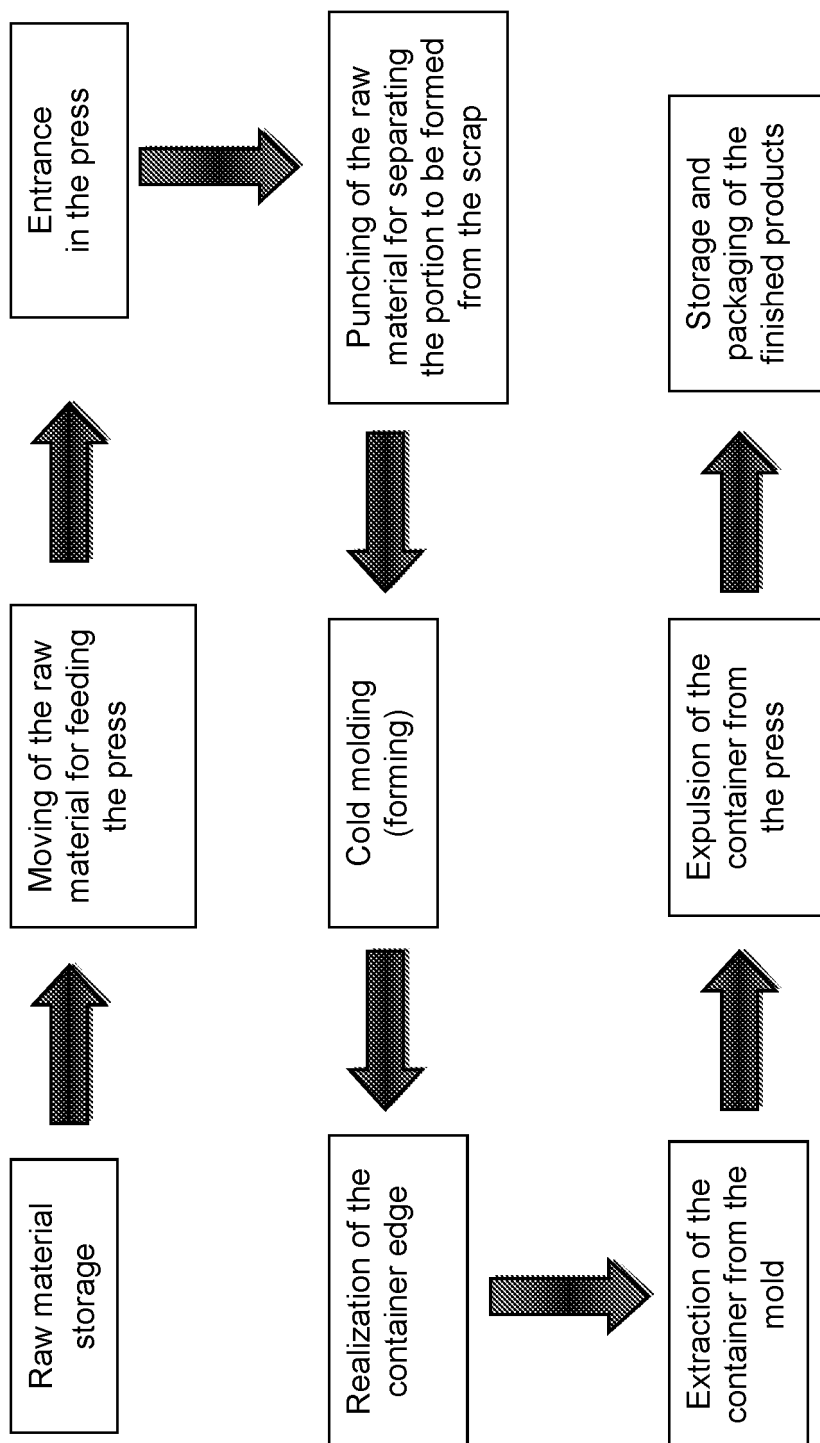 Raw material
storage
Moving of the raw
material for feeding
the press
Entrance
in the press
Punching of the raw
material for separating
the portion to be formed
from the scrap
Cold molding
(forming)
Realization of the
container edge
Extraction of the
container from the
mold
Expulsion of the
container from
the press
Storage and
packaging of the
finished products